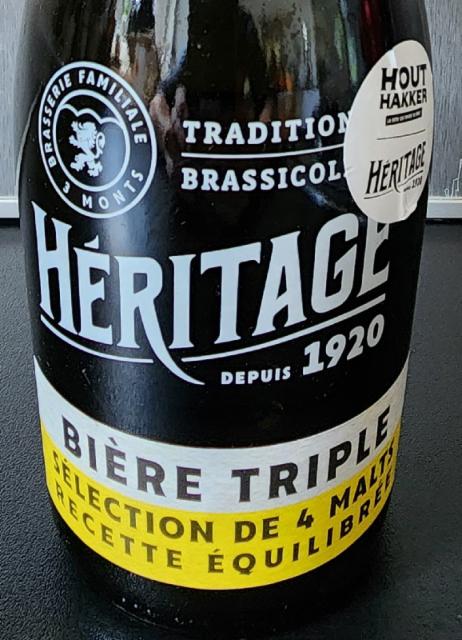 BRASSERIE FAMILIALE
3 MONTS
TRADITION
BRASSICOL
HOUT
HAKKER
HÉRITAGE
HÉRITAGE
DEPUIS 1920
BIÈRE TRIPLE
SÉLECTION DE 4 MALTS
RECETTE ÉQUILIBRÉE